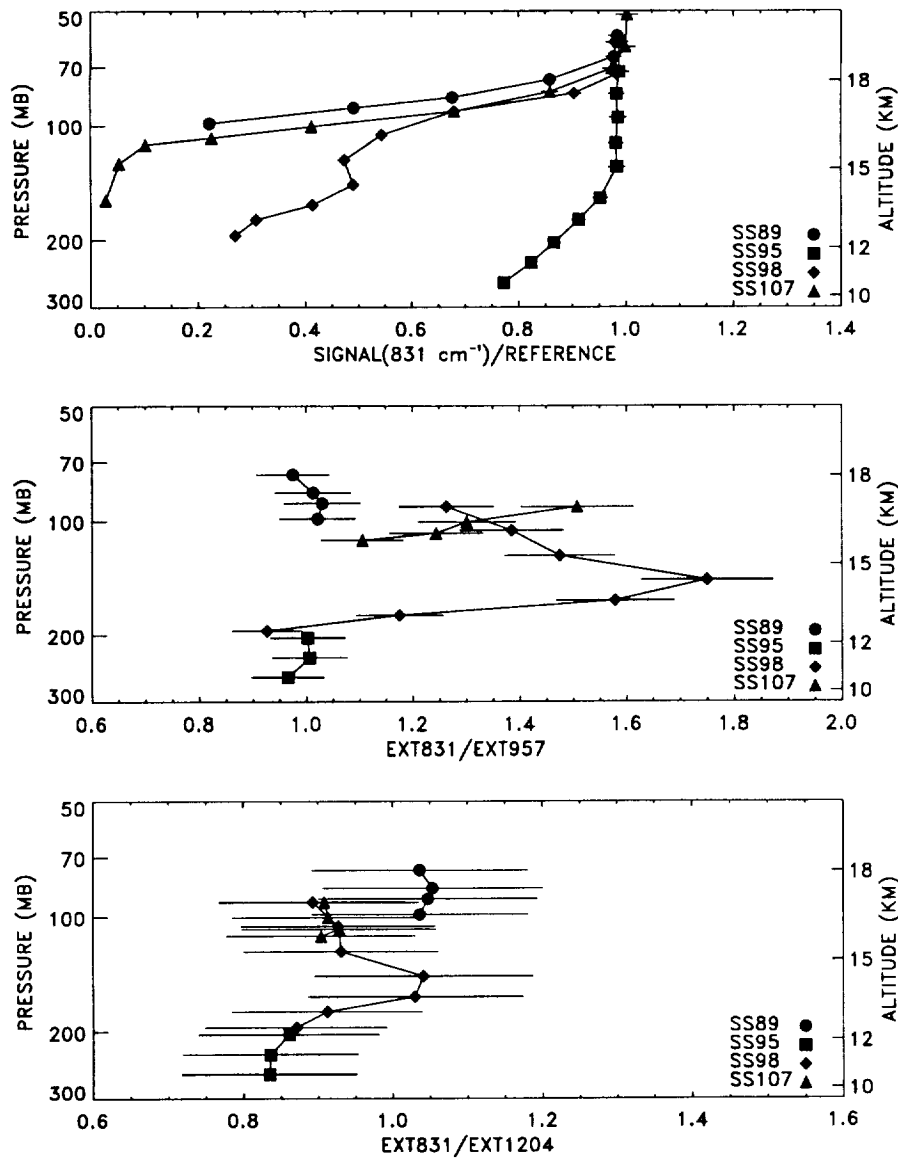 50
70
100
200
300
PRESSURE (MB)
18
15
12
10
ALTITUDE (KM)
SS89
SS95
SS98
SS107
0.0 0.2 0.4 0.6 0.8 1.0 1.2 1.4
SIGNAL(831 cm⁻¹)/REFERENCE
50
70
100
200
300
PRESSURE (MB)
18
15
12
10
ALTITUDE (KM)
SS89
SS95
SS98
SS107
0.6 0.8 1.0 1.2 1.4 1.6 1.8 2.0
EXT831/EXT957
50
70
100
200
300
PRESSURE (MB)
18
15
12
10
ALTITUDE (KM)
SS89
SS95
SS98
SS107
0.6 0.8 1.0 1.2 1.4 1.6
EXT831/EXT1204